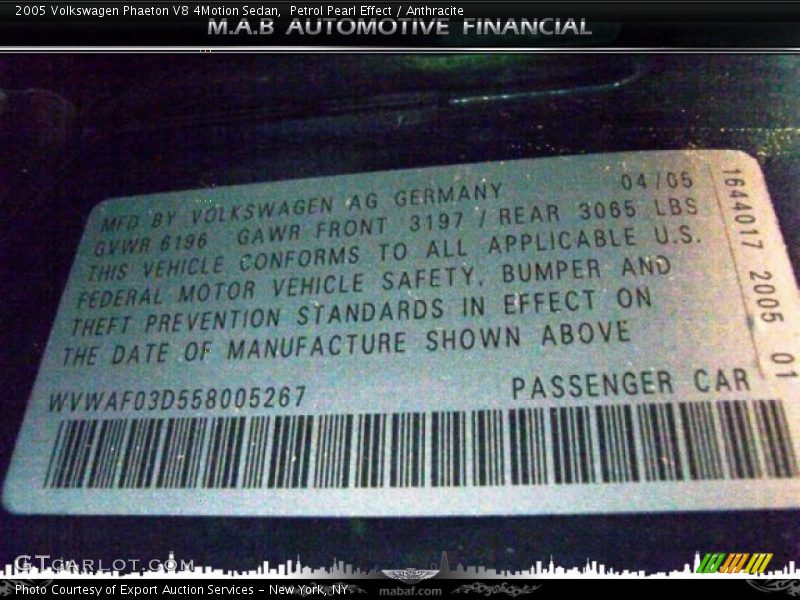 2005 Volkswagen Phaeton V8 4Motion Sedan, Petrol Pearl Effect / Anthracite
M.A.B AUTOMOTIVE FINANCIAL
MFD BY VOLKSWAGEN AG GERMANY 04/05
GVWR 6196 GAWR FRONT 3197 / REAR 3065 LBS
THIS VEHICLE CONFORMS TO ALL APPLICABLE U.S.
FEDERAL MOTOR VEHICLE SAFETY, BUMPER AND
THEFT PREVENTION STANDARDS IN EFFECT ON
THE DATE OF MANUFACTURE SHOWN ABOVE
WVWAF03D558005267 PASSENGER CAR
1644017 2005 01
GTcarlot.com
Photo Courtesy of Export Auction Services - New York, NY
mabaf.com